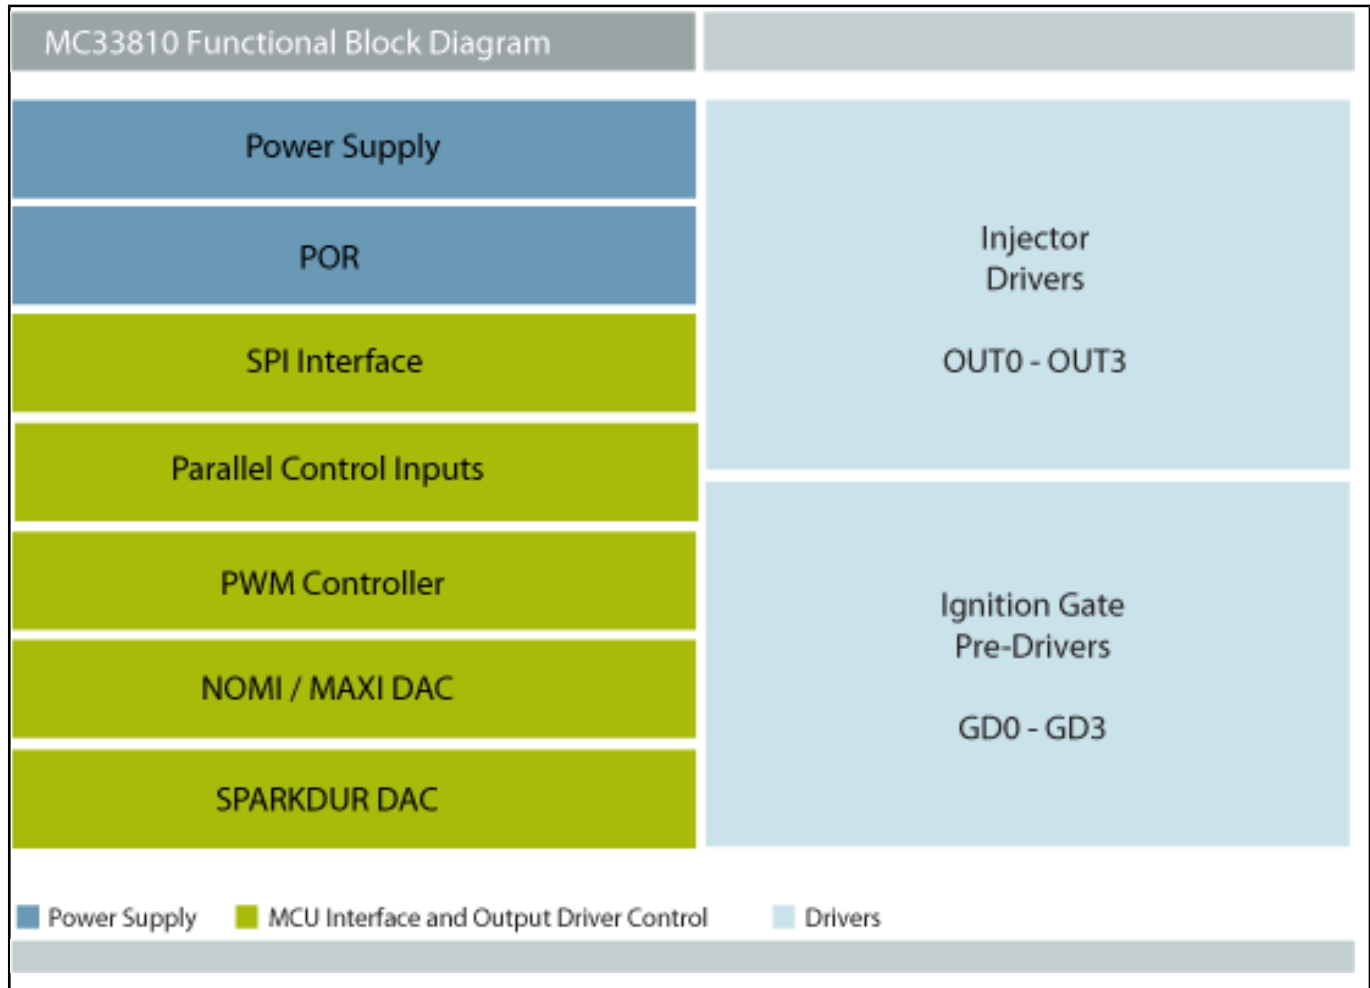 MC33810 Functional Block Diagram
Power Supply
POR
SPI Interface
Parallel Control Inputs
PWM Controller
NOMI / MAXI DAC
SPARKDUR DAC
Injector
Drivers
OUT0 - OUT3
Ignition Gate
Pre-Drivers
GD0 - GD3
Power Supply
MCU Interface and Output Driver Control
Drivers